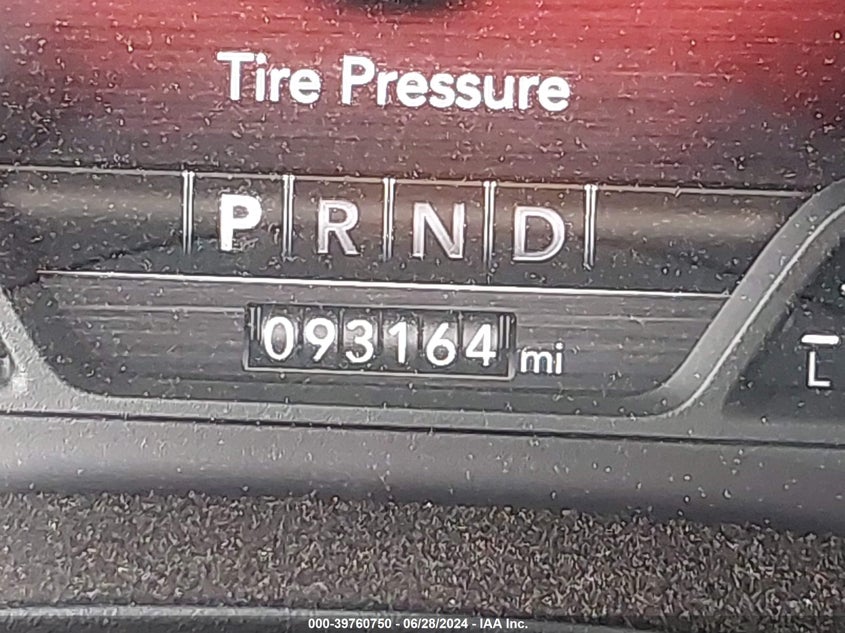 Tire Pressure
P R N D
093164 mi
L
000-39760750 - 06/28/2024 - IAA Inc.